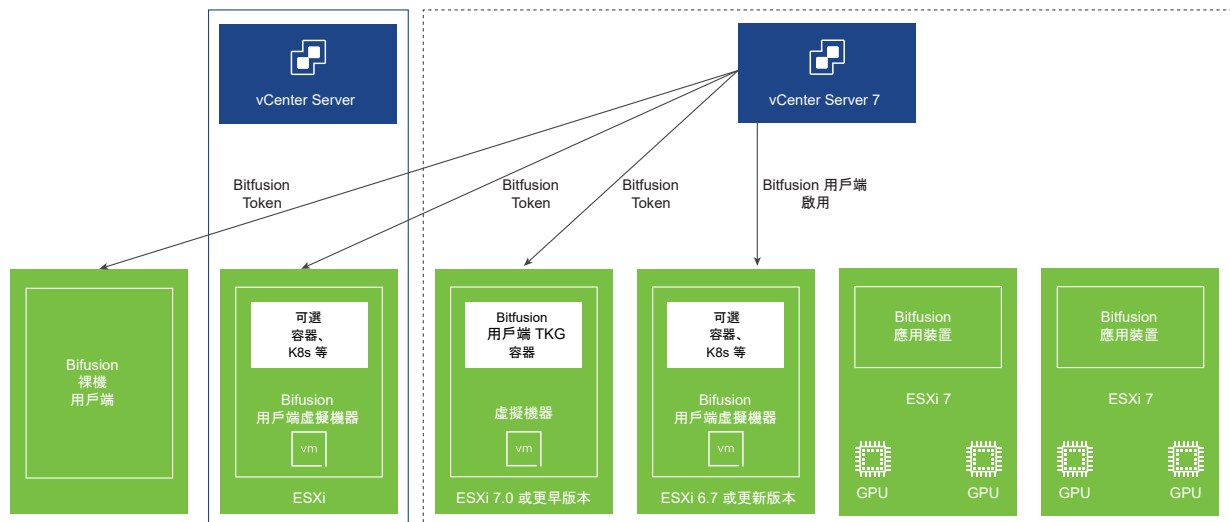 vCenter Server
vCenter Server 7
Bitfusion
Token
Bitfusion
Token
Bitfusion
Token
Bitfusion 用戶端
啟用
Bifusion
裸機
用戶端
可選
容器、
K8s 等
Bifusion
用戶端虛擬機器
vm
ESXi
Bitfusion
用戶端 TKG
容器
虛擬機器
vm
ESXi 7.0 或更早版本
可選
容器、
K8s 等
Bifusion
用戶端虛擬機器
vm
ESXi 6.7 或更新版本
Bitfusion
應用裝置
ESXi 7
GPU
GPU
Bitfusion
應用裝置
ESXi 7
GPU
GPU